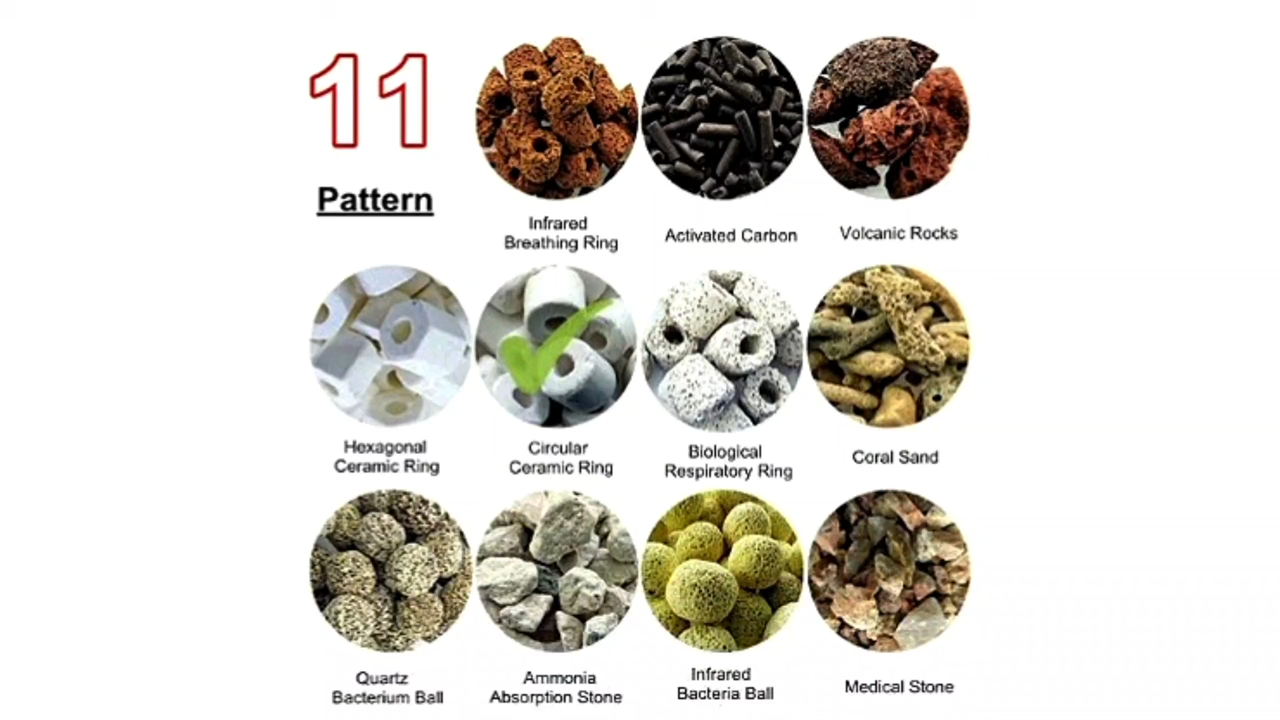 11
Pattern
Infrared
Breathing Ring
Activated Carbon
Volcanic Rocks
Hexagonal
Ceramic Ring
Circular
Ceramic Ring
Biological
Respiratory Ring
Coral Sand
Quartz
Bacterium Ball
Ammonia
Absorption Stone
Infrared
Bacteria Ball
Medical Stone